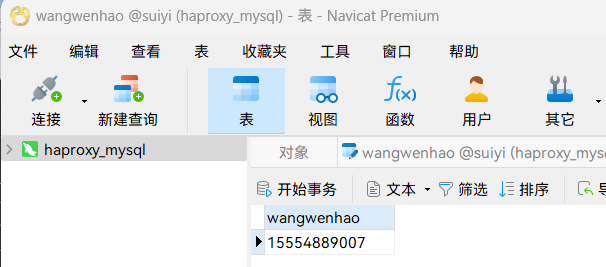 wangwenhao @suiyi (haproxy_mysql) - 表 - Navicat Premium
文件 编辑 查看 表 收藏夹 工具 窗口 帮助
f(x)
连接 新建查询 表 视图 函数 用户 其它
haproxy_mysql
对象 wangwenhao @suiyi (haproxy_mys
开始事务 文本 筛选 排序
wangwenhao
15554889007